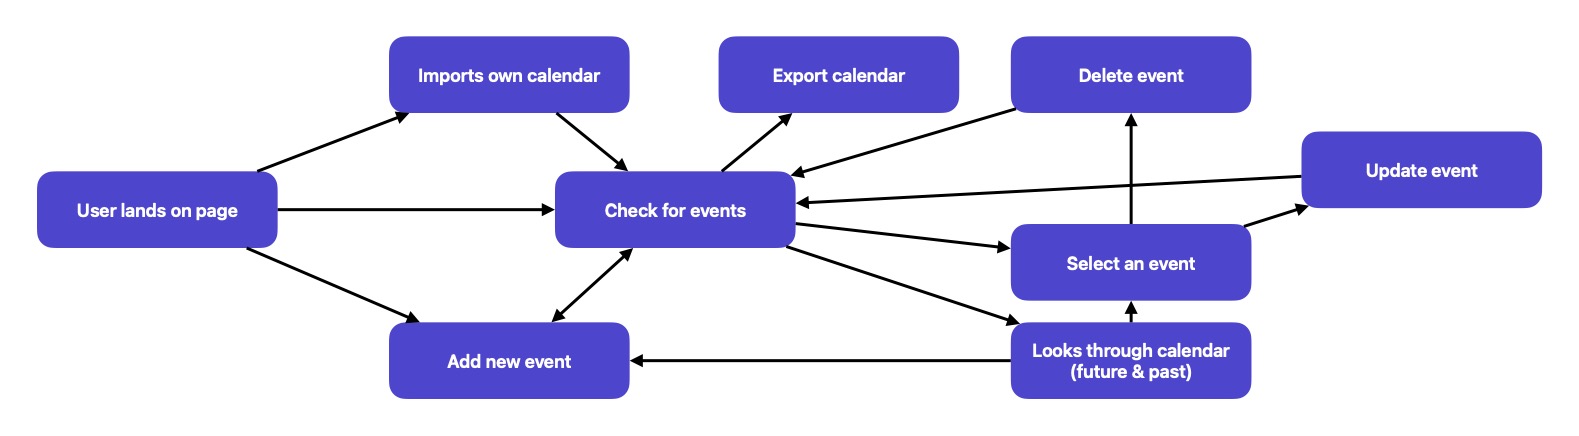 Imports own calendar
Export calendar
Delete event
Update event
User lands on page
Check for events
Select an event
Add new event
Looks through calendar
(future & past)